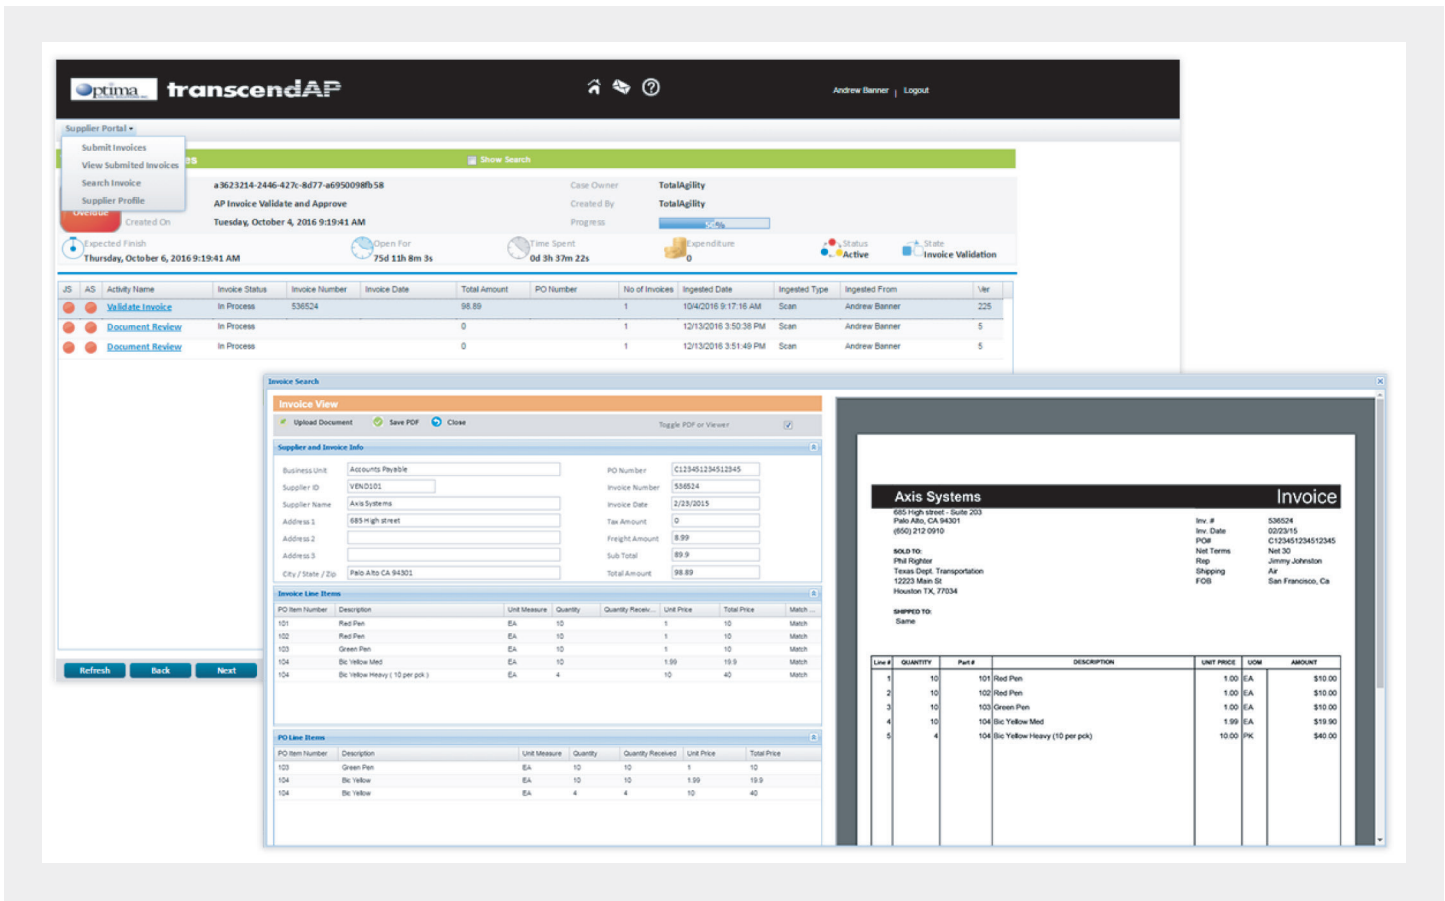 Optima
transcendAP
Andrew Banner | Logout
Supplier Portal
Submit Invoices
View Submited Invoices
Search Invoice
Supplier Profile
es
Show Search
a3623214-2446-427c-8d77-a6950098fb58
Case Owner TotalAgility
AP Invoice Validate and Approve
Created By TotalAgility
Overdue
Created On Tuesday, October 4, 2016 9:19:41 AM
Progress 50%
Expected Finish
Thursday, October 6, 2016 9:19:41 AM
Open For
75d 11h 8m 3s
Time Spent
0d 3h 37m 22s
Expenditure
0
Status
Active
State
Invoice Validation
JS AS Activity Name Invoice Status Invoice Number Invoice Date Total Amount PO Number No of Invoices Ingested Date Ingested Type Ingested From Ver
Validate Invoice In Process 536524 98.89 1 10/4/2016 9:17:16 AM Scan Andrew Banner 225
Document Review In Process 0 1 12/13/2016 3:50:38 PM Scan Andrew Banner 5
Document Review In Process 0 1 12/13/2016 3:51:49 PM Scan Andrew Banner 5
Refresh Back Next
Invoice Search
Invoice View
Upload Document Save PDF Close Toggle PDF or Viewer
Supplier and Invoice Info
Business Unit Accounts Payable PO Number C123451234512345
Supplier ID VEND101 Invoice Number 536524
Supplier Name Axis Systems Invoice Date 2/23/2015
Address 1 685 High street Tax Amount 0
Address 2 Freight Amount 8.99
Address 3 Sub Total 89.9
City / State / Zip Palo Alto CA 94301 Total Amount 98.89
Invoice Line Items
PO Item Number Description Unit Measure Quantity Quantity Receiv... Unit Price Total Price Match ...
101 Red Pen EA 10 1 10 Match
102 Red Pen EA 10 1 10 Match
103 Green Pen EA 10 1 10 Match
104 Bic Yellow Med EA 10 1.99 19.9 Match
104 Bic Yellow Heavy ( 10 per pck ) EA 4 10 40 Match
PO Line Items
PO Item Number Description Unit Measure Quantity Quantity Received Unit Price Total Price
103 Green Pen EA 10 10 1 10
104 Bic Yellow EA 10 10 1.99 19.9
104 Bic Yellow EA 4 4 10 40
Axis Systems Invoice
685 High street - Suite 203
Palo Alto, CA 94301
(650) 212 0910
Inv. # 536524
Inv. Date 02/23/15
PO# C123451234512345
Net Terms Net 30
Rep Jimmy Johnston
Shipping Air
FOB San Francisco, Ca
SOLD TO:
Phil Righter
Texas Dept. Transportation
12223 Main St
Houston TX, 77034
SHIPPED TO:
Same
Line # QUANTITY Part # DESCRIPTION UNIT PRICE UOM AMOUNT
1 10 101 Red Pen 1.00 EA $10.00
2 10 102 Red Pen 1.00 EA $10.00
3 10 103 Green Pen 1.00 EA $10.00
4 10 104 Bic Yellow Med 1.99 EA $19.90
5 4 104 Bic Yellow Heavy (10 per pck) 10.00 PK $40.00